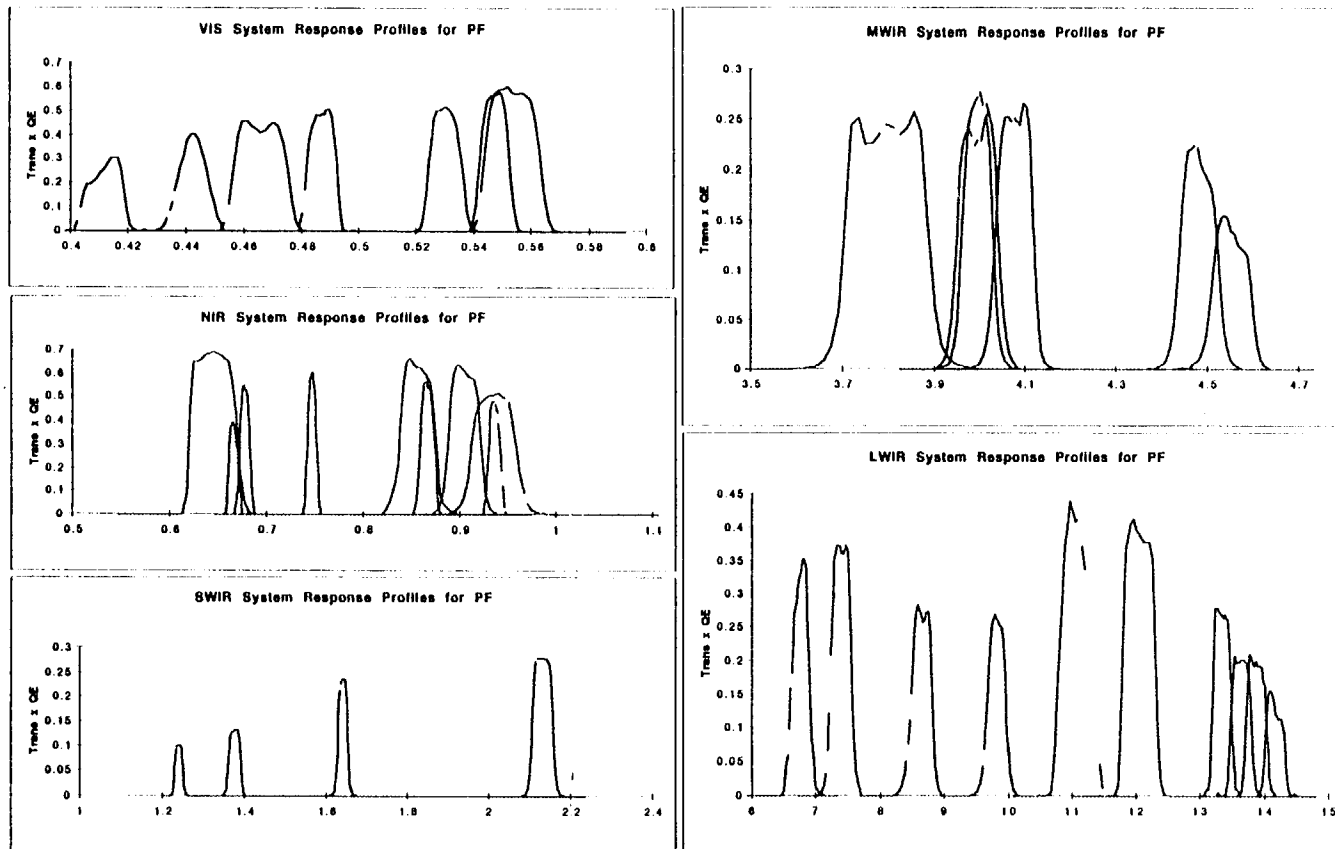 VIS System Response Profiles for PF
Trans x QE
0.7
0.6
0.5
0.4
0.3
0.2
0.1
0
0.4 0.42 0.44 0.46 0.48 0.5 0.52 0.54 0.56 0.58 0.6
NIR System Response Profiles for PF
Trans x QE
0.7
0.6
0.5
0.4
0.3
0.2
0.1
0
0.5 0.6 0.7 0.8 0.9 1 1.1
SWIR System Response Profiles for PF
Trans x QE
0.3
0.25
0.2
0.15
0.1
0.05
0
1 1.2 1.4 1.6 1.8 2 2.2 2.4
MWIR System Response Profiles for PF
Trans x QE
0.3
0.25
0.2
0.15
0.1
0.05
0
3.5 3.7 3.9 4.1 4.3 4.5 4.7
LWIR System Response Profiles for PF
Trans x QE
0.45
0.4
0.35
0.3
0.25
0.2
0.15
0.1
0.05
0
6 7 8 9 10 11 12 13 14 15